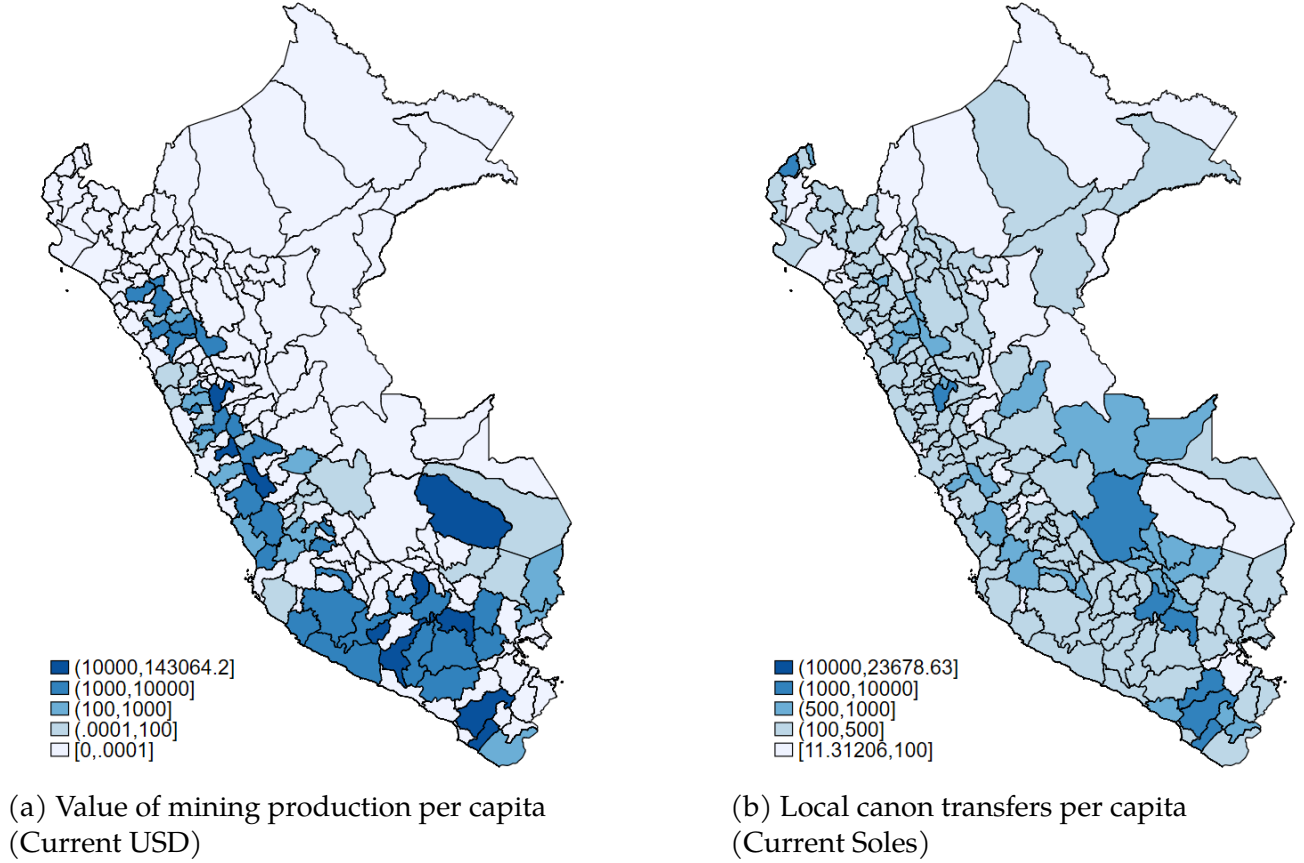 (10000,143064.2]
(1000,10000]
(100,1000]
(.0001,100]
[0,.0001]
(a) Value of mining production per capita
(Current USD)
(10000,23678.63]
(1000,10000]
(500,1000]
(100,500]
[11.31206,100]
(b) Local canon transfers per capita
(Current Soles)